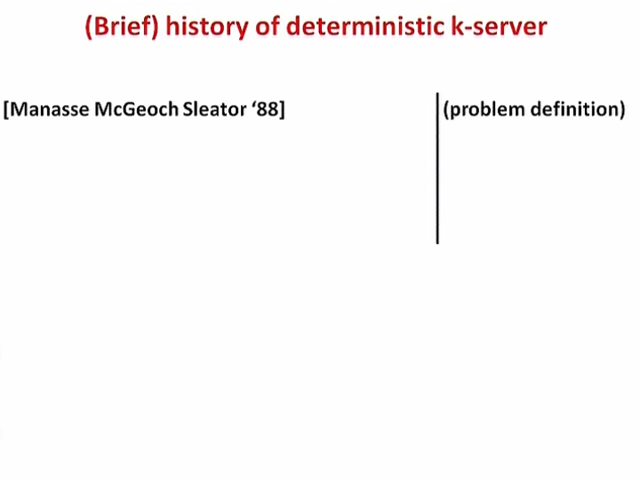 (Brief) history of deterministic k-server
[Manasse McGeoch Sleator ‘88]
(problem definition)